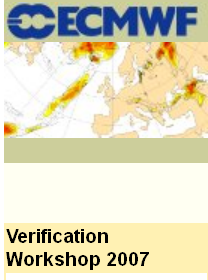 ECMWF
Verification
Workshop 2007